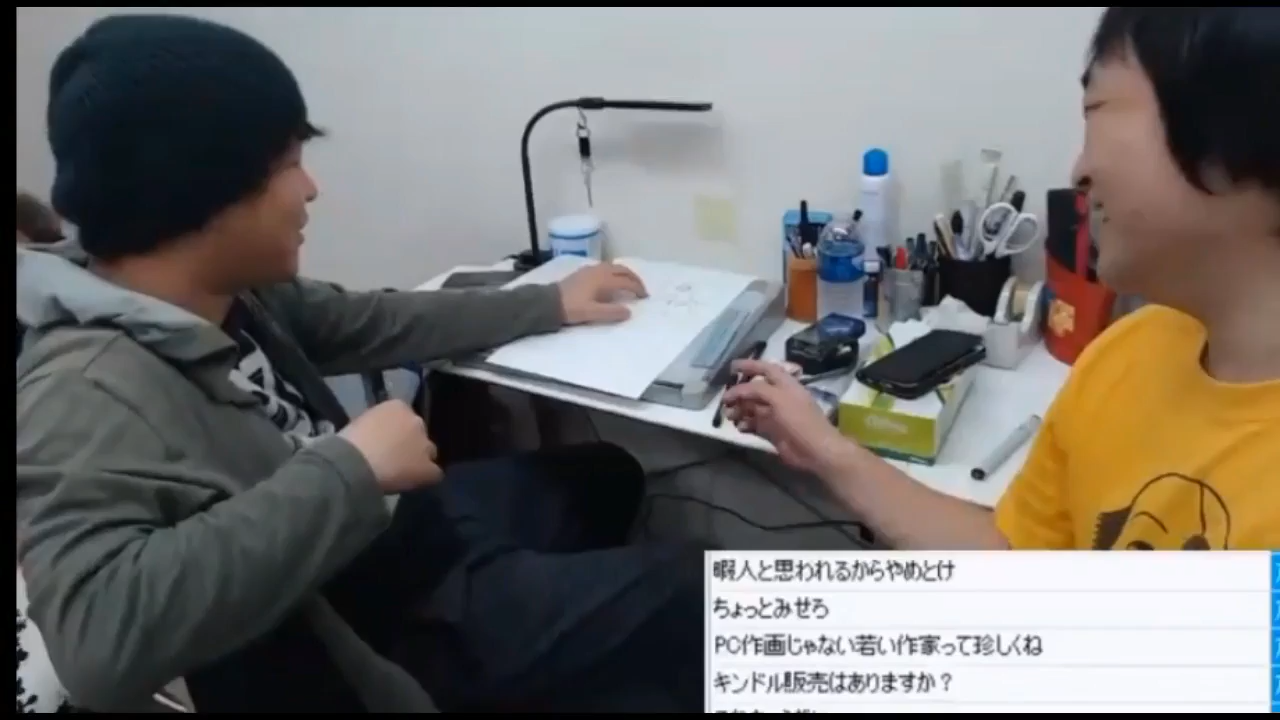 暇人と思われるからやめとけ
ちょっとみせろ
PC作画じゃない若い作家って珍しくね
キンドル販売はありますか？